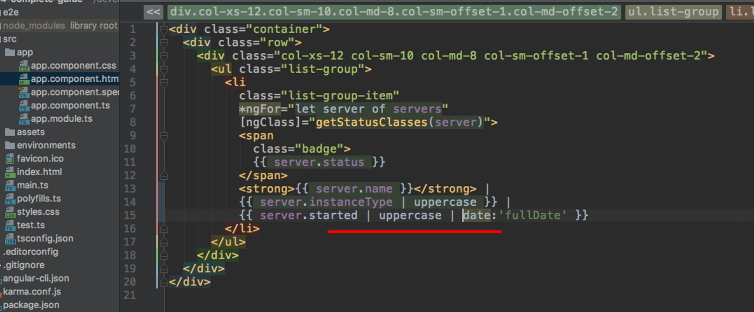 e2e
node_modules library root
src
app
app.component.css
app.component.htm
app.component.spe
app.component.ts
app.module.ts
assets
environments
favicon.ico
index.html
main.ts
polyfills.ts
styles.css
test.ts
tsconfig.json
.editorconfig
.gitignore
angular-cli.json
karma.conf.js
package.json
<< div.col-xs-12.col-sm-10.col-md-8.col-sm-offset-1.col-md-offset-2 ul.list-group li.l
1 <div class="container">
2 <div class="row">
3 <div class="col-xs-12 col-sm-10 col-md-8 col-sm-offset-1 col-md-offset-2">
4 <ul class="list-group">
5 <li
6 class="list-group-item"
7 *ngFor="let server of servers"
8 [ngClass]="getStatusClasses(server)">
9 <span
10 class="badge">
11 {{ server.status }}
12 </span>
13 <strong>{{ server.name }}</strong> |
14 {{ server.instanceType | uppercase }} |
15 {{ server.started | uppercase | date:'fullDate' }}
16 </li>
17 </ul>
18 </div>
19 </div>
20 </div>
21